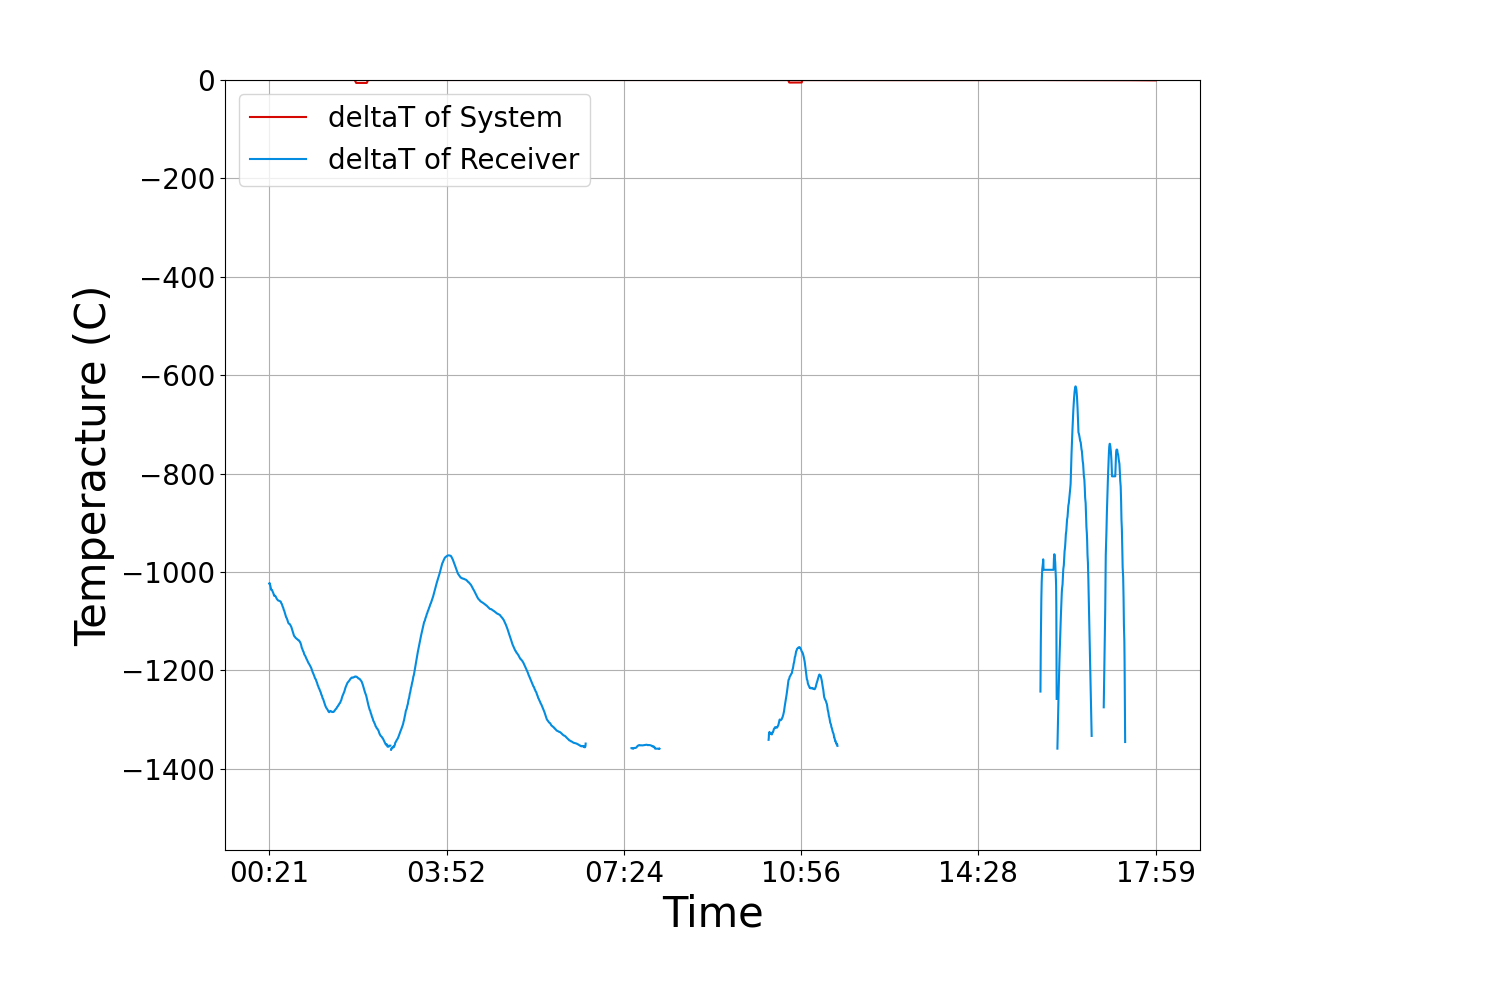 0
deltaT of System
deltaT of Receiver
−200
−400
−600
−800
−1000
−1200
−1400
Temperacture (C)
00:21 03:52 07:24 10:56 14:28 17:59
Time